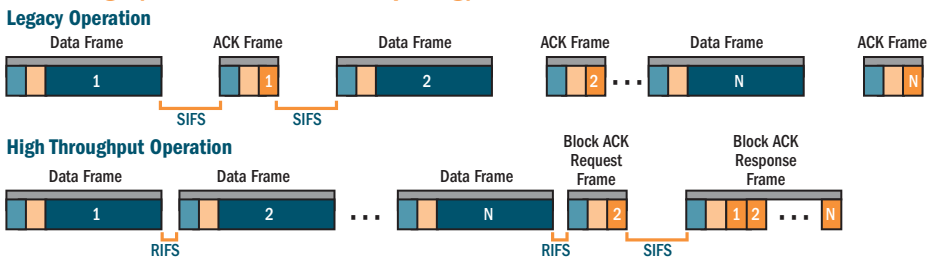 Legacy Operation
Data Frame ACK Frame Data Frame ACK Frame Data Frame ACK Frame
1 1 2 2 ... N N
SIFS SIFS
High Throughput Operation
Block ACK Request Frame
Block ACK Response Frame
Data Frame Data Frame Data Frame
1 2 ... N 2 1 2 ... N
RIFS RIFS SIFS